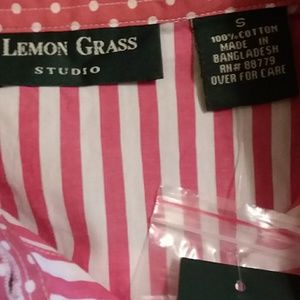 LEMON GRASS
STUDIO
S
100% COTTON
MADE IN
BANGLADESH
RN# 88779
OVER FOR CARE